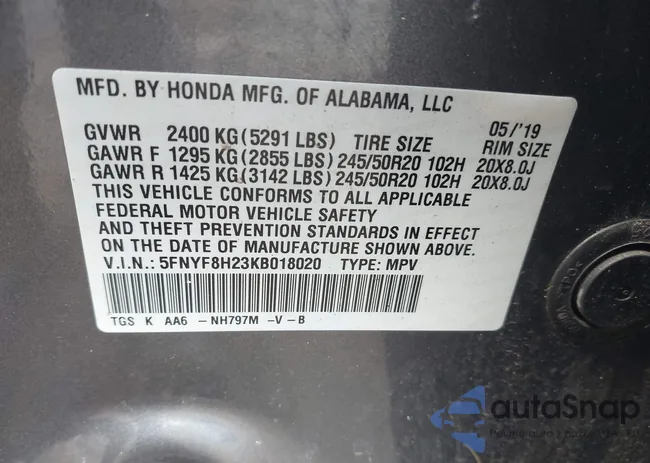 MFD. BY HONDA MFG. OF ALABAMA, LLC
05/'19
GVWR 2400 KG(5291 LBS) TIRE SIZE RIM SIZE
GAWR F 1295 KG(2855 LBS) 245/50R20 102H 20X8.0J
GAWR R 1425 KG(3142 LBS) 245/50R20 102H 20X8.0J
THIS VEHICLE CONFORMS TO ALL APPLICABLE
FEDERAL MOTOR VEHICLE SAFETY
AND THEFT PREVENTION STANDARDS IN EFFECT
ON THE DATE OF MANUFACTURE SHOWN ABOVE.
V.I.N.: 5FNYF8H23KB018020 TYPE: MPV
TGS K AA6 -NH797M -V-B
autoSnap